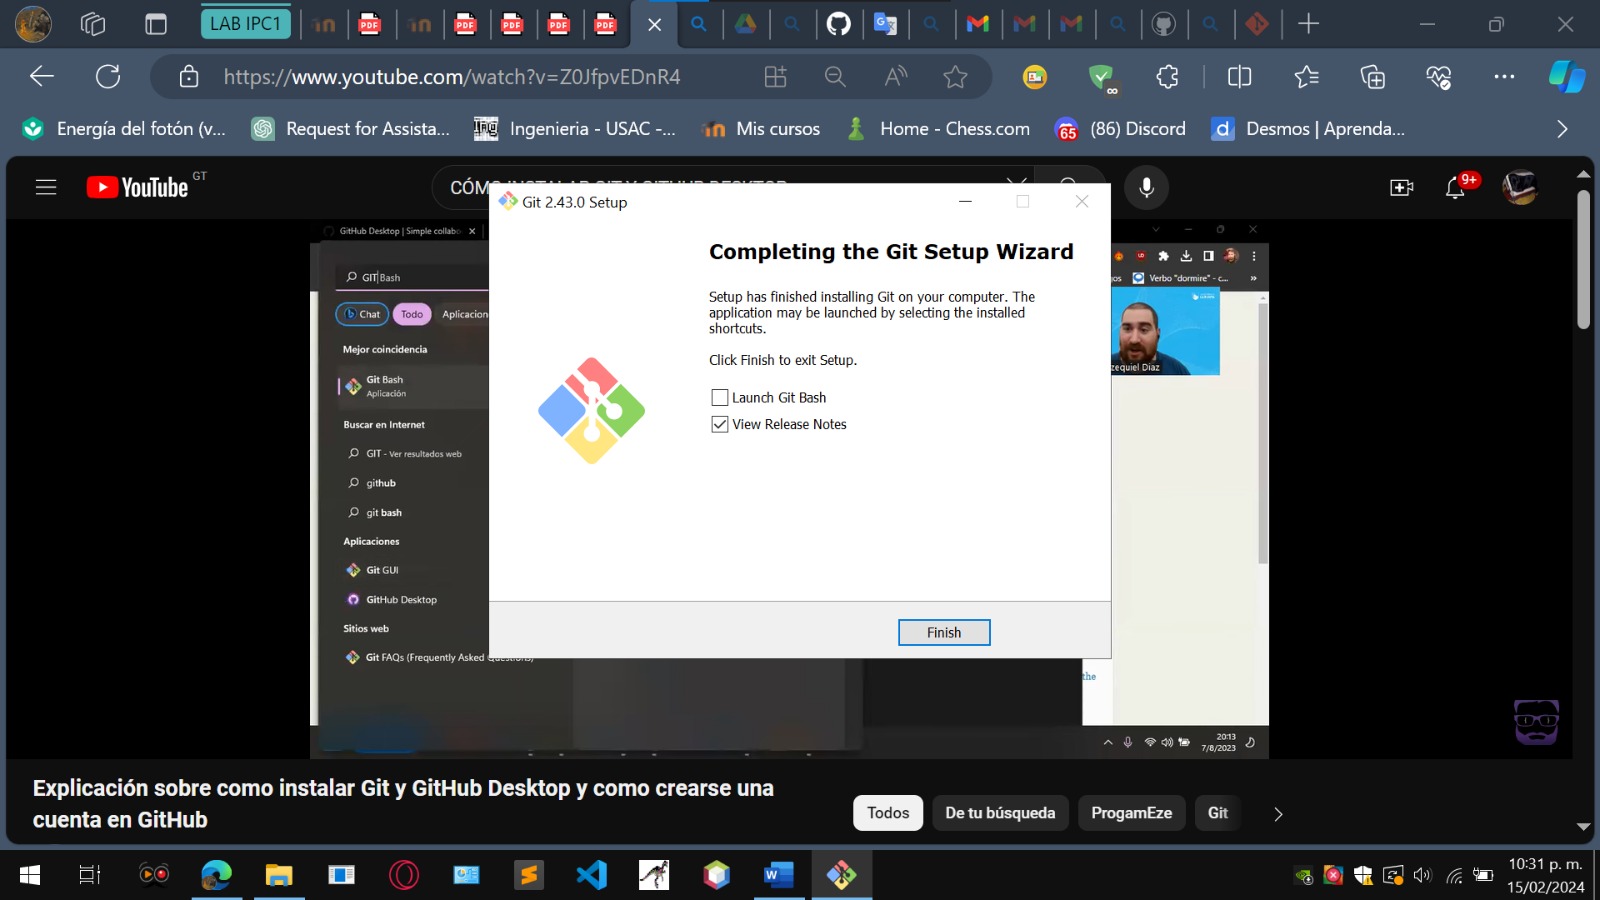 LAB IPC1
PDF
PDF
PDF
PDF
PDF
https://www.youtube.com/watch?v=Z0JfpvEDnR4
Energía del fotón (v...
Request for Assista...
Ingenieria - USAC -...
Mis cursos
Home - Chess.com
65
(86) Discord
Desmos | Aprenda...
YouTube GT
9+
Git 2.43.0 Setup
Completing the Git Setup Wizard
Setup has finished installing Git on your computer. The
application may be launched by selecting the installed
shortcuts.
Click Finish to exit Setup.
Launch Git Bash
View Release Notes
Finish
GitHub Desktop | Simple collabo
GIT Bash
Chat
Todo
Aplicacion
Mejor coincidencia
Git Bash
Aplicación
Buscar en Internet
GIT - Ver resultados web
github
git bash
Aplicaciones
Git GUI
GitHub Desktop
Sitios web
Git FAQs (Frequently Asked Questions)
Verbo "dormire" - c...
zequiel Diaz
the
20:13
7/8/2023
Explicación sobre como instalar Git y GitHub Desktop y como crearse una
cuenta en GitHub
Todos
De tu búsqueda
ProgamEze
Git
10:31 p. m.
15/02/2024